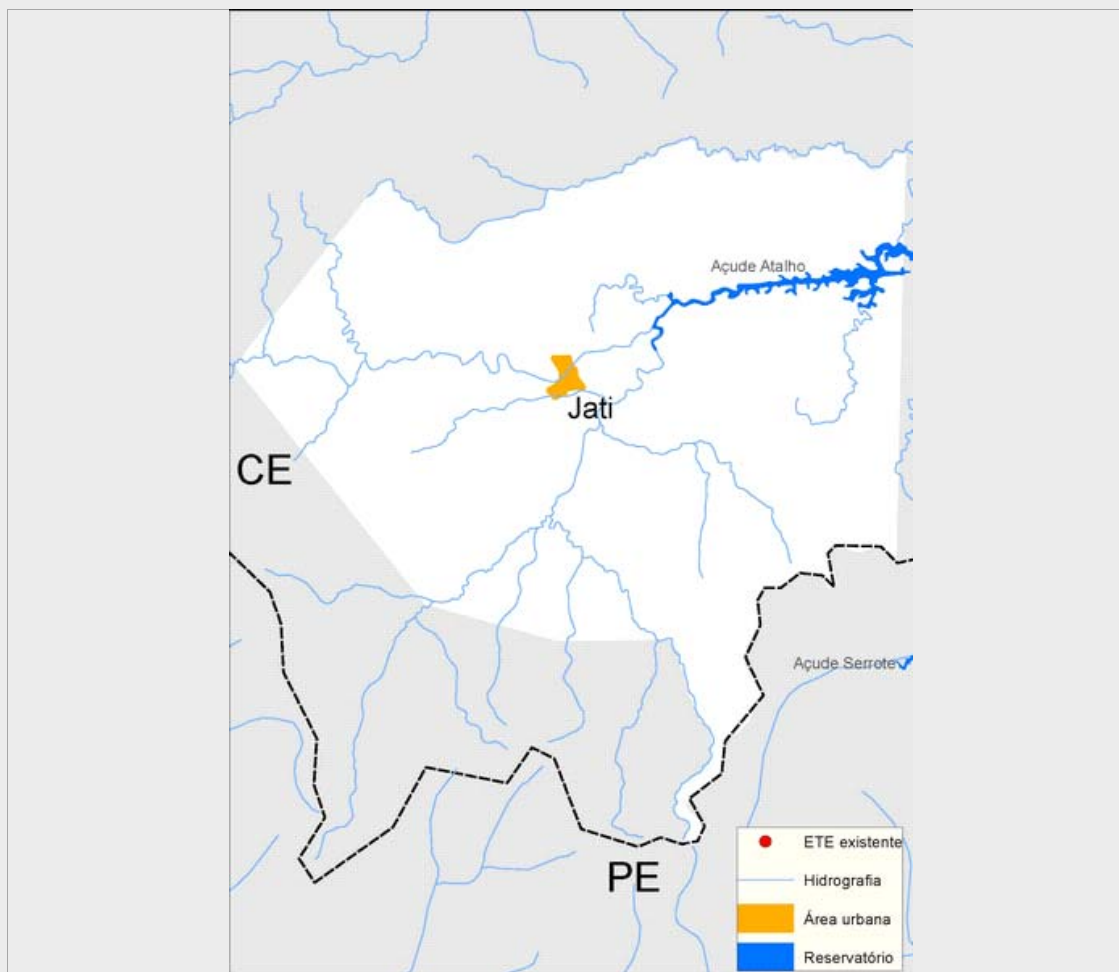 Açude Atalho
Jati
CE
Açude Serrote
PE
ETE existente
Hidrografia
Área urbana
Reservatório